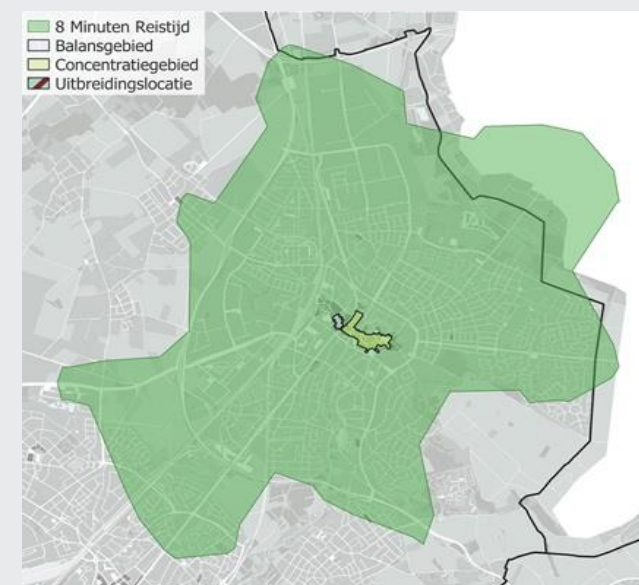 8 Minuten Reistijd
Balansgebied
Concentratiegebied
Uitbreidingslocatie